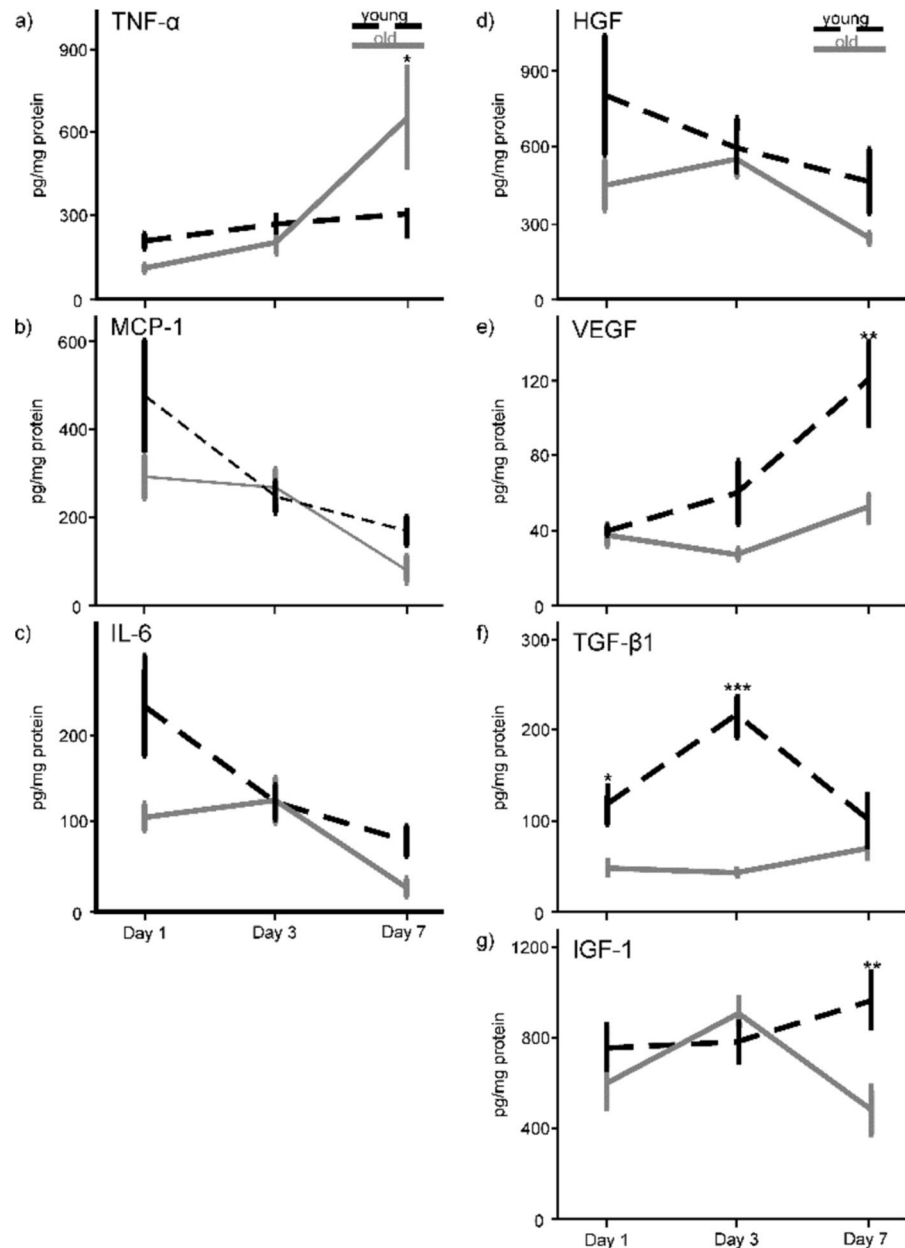 a) TNF-α
young
old
*
900
600
300
0
pg/mg protein
b) MCP-1
600
400
200
0
pg/mg protein
c) IL-6
200
100
0
pg/mg protein
Day 1 Day 3 Day 7
d) HGF
young
old
900
600
300
0
pg/mg protein
e) VEGF
**
120
80
40
0
pg/mg protein
f) TGF-β1
***
*
300
200
100
0
pg/mg protein
g) IGF-1
**
1200
800
400
0
pg/mg protein
Day 1 Day 3 Day 7